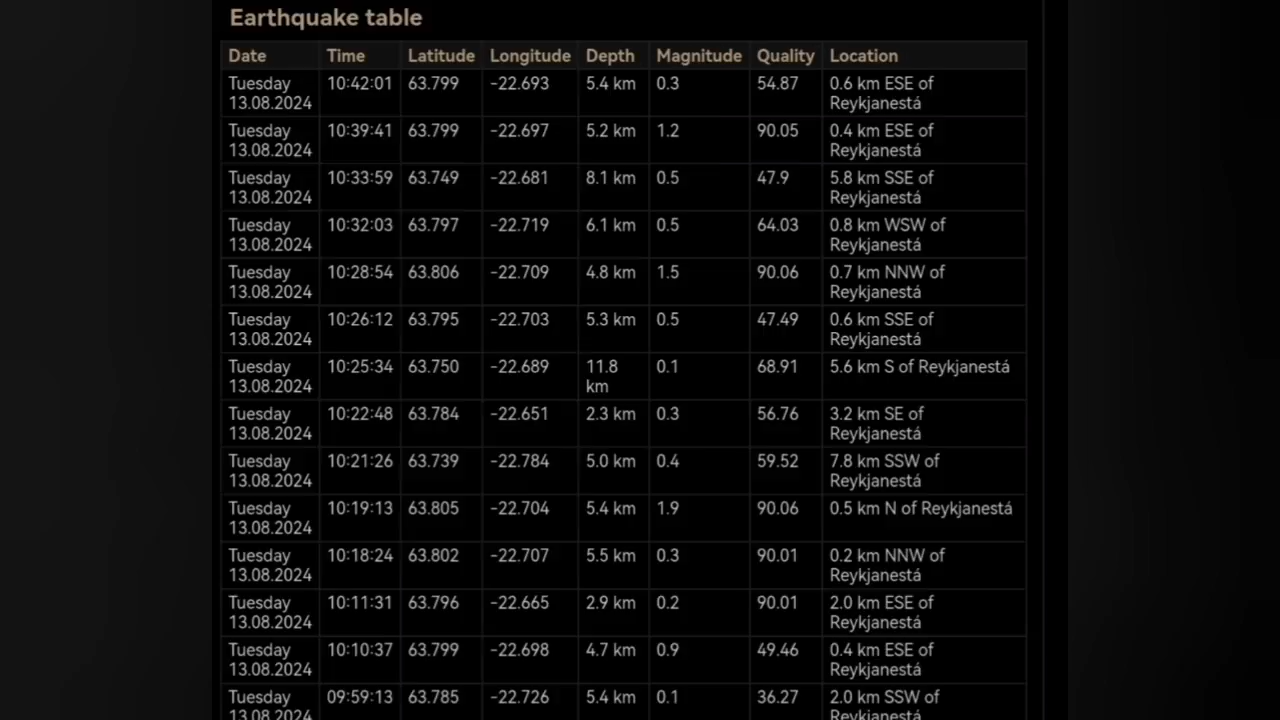 Earthquake table
Date Time Latitude Longitude Depth Magnitude Quality Location
Tuesday 10:42:01 63.799 -22.693 5.4 km 0.3 54.87 0.6 km ESE of
13.08.2024 Reykjanestá
Tuesday 10:39:41 63.799 -22.697 5.2 km 1.2 90.05 0.4 km ESE of
13.08.2024 Reykjanestá
Tuesday 10:33:59 63.749 -22.681 8.1 km 0.5 47.9 5.8 km SSE of
13.08.2024 Reykjanestá
Tuesday 10:32:03 63.797 -22.719 6.1 km 0.5 64.03 0.8 km WSW of
13.08.2024 Reykjanestá
Tuesday 10:28:54 63.806 -22.709 4.8 km 1.5 90.06 0.7 km NNW of
13.08.2024 Reykjanestá
Tuesday 10:26:12 63.795 -22.703 5.3 km 0.5 47.49 0.6 km SSE of
13.08.2024 Reykjanestá
Tuesday 10:25:34 63.750 -22.689 11.8 0.1 68.91 5.6 km S of Reykjanestá
13.08.2024 km
Tuesday 10:22:48 63.784 -22.651 2.3 km 0.3 56.76 3.2 km SE of
13.08.2024 Reykjanestá
Tuesday 10:21:26 63.739 -22.784 5.0 km 0.4 59.52 7.8 km SSW of
13.08.2024 Reykjanestá
Tuesday 10:19:13 63.805 -22.704 5.4 km 1.9 90.06 0.5 km N of Reykjanestá
13.08.2024
Tuesday 10:18:24 63.802 -22.707 5.5 km 0.3 90.01 0.2 km NNW of
13.08.2024 Reykjanestá
Tuesday 10:11:31 63.796 -22.665 2.9 km 0.2 90.01 2.0 km ESE of
13.08.2024 Reykjanestá
Tuesday 10:10:37 63.799 -22.698 4.7 km 0.9 49.46 0.4 km ESE of
13.08.2024 Reykjanestá
Tuesday 09:59:13 63.785 -22.726 5.4 km 0.1 36.27 2.0 km SSW of
13.08.2024 Reykjanestá